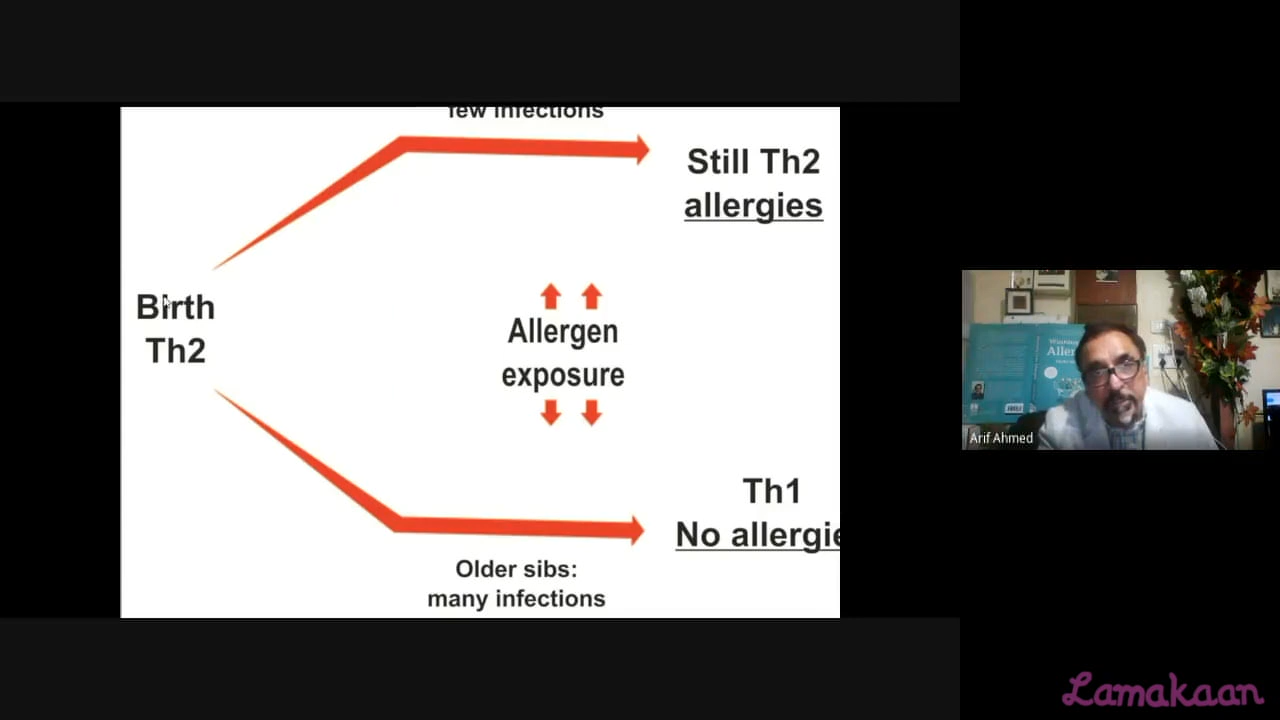 few infections
Still Th2
allergies
Birth
Th2
Allergen
exposure
Th1
No allergie
Older sibs:
many infections
Arif Ahmed
Lamakaan